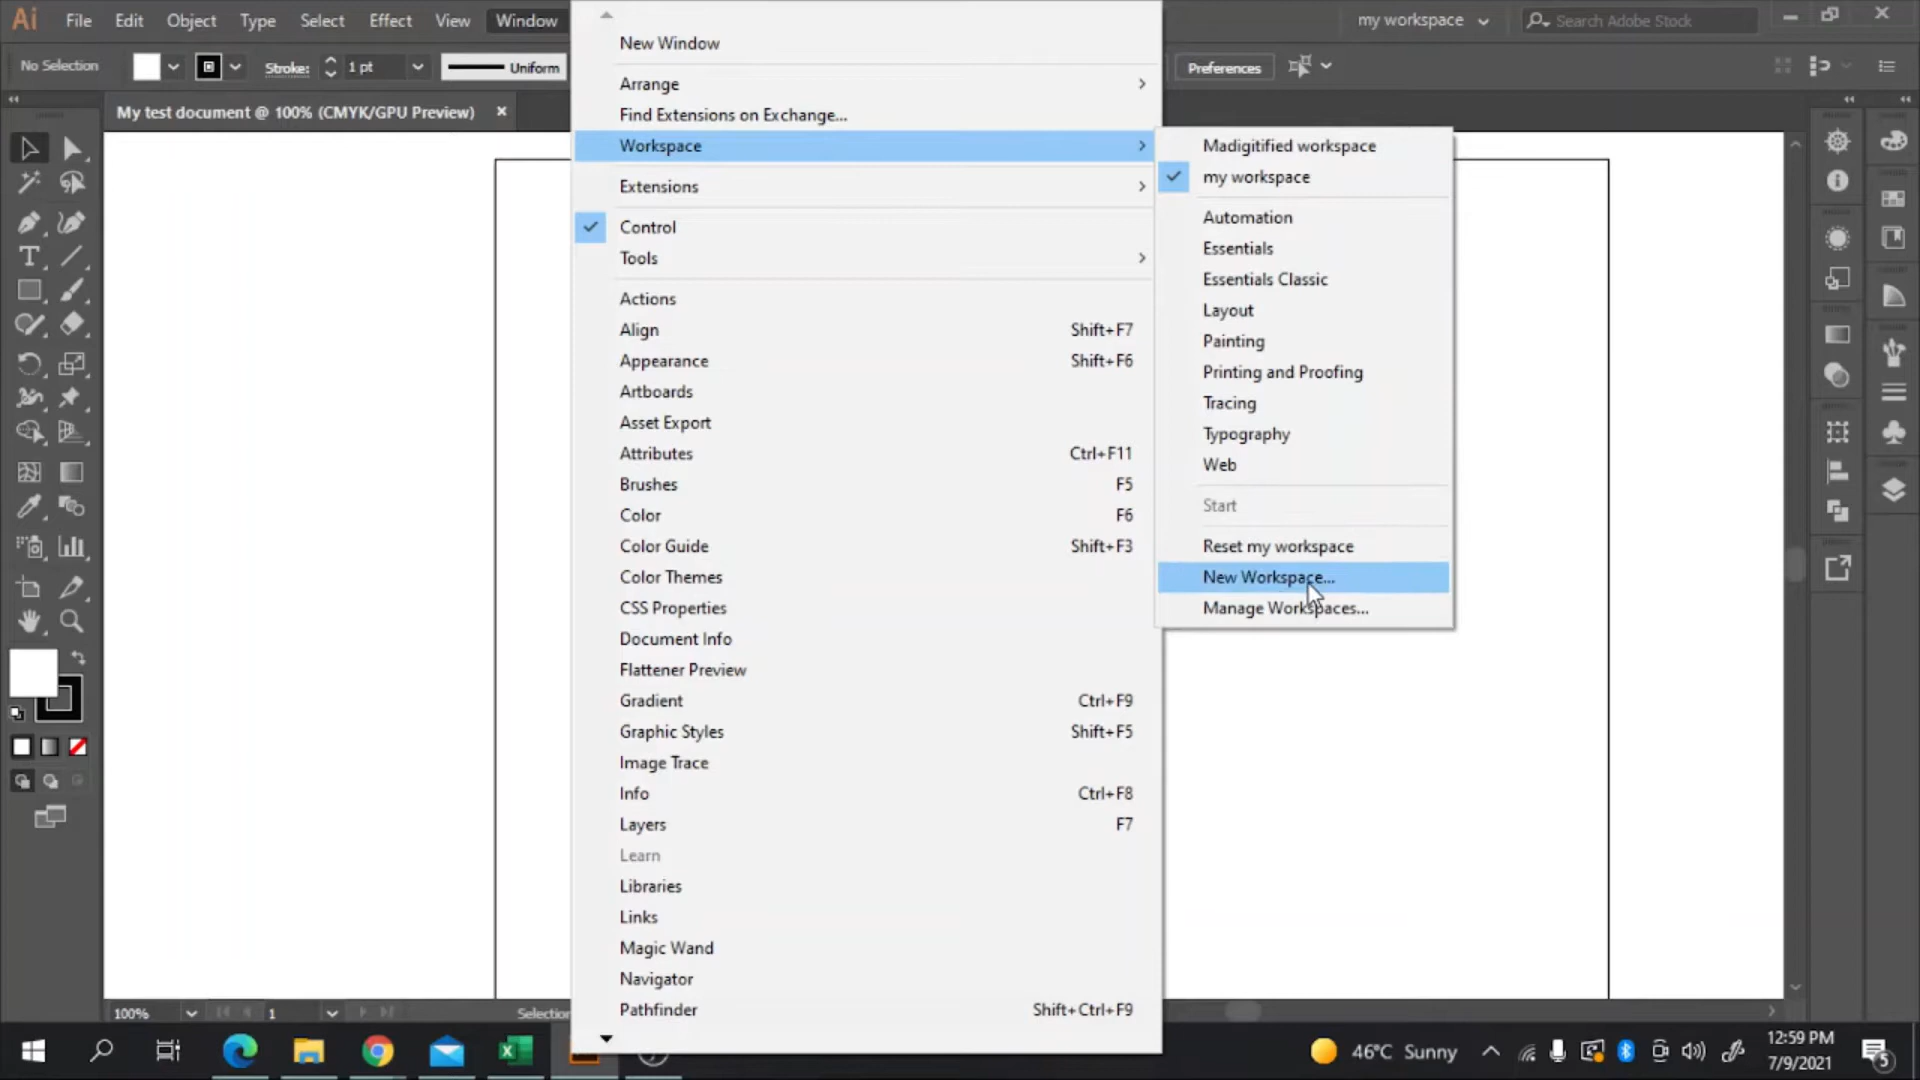 Ai File Edit Object Type Select Effect View Window my workspace Search Adobe Stock
No Selection Stroke: 1 pt Uniform Preferences
My test document @ 100% (CMYK/GPU Preview) ×
New Window
Arrange
Find Extensions on Exchange...
Workspace
Extensions
Control
Tools
Actions
Align Shift+F7
Appearance Shift+F6
Artboards
Asset Export
Attributes Ctrl+F11
Brushes F5
Color F6
Color Guide Shift+F3
Color Themes
CSS Properties
Document Info
Flattener Preview
Gradient Ctrl+F9
Graphic Styles Shift+F5
Image Trace
Info Ctrl+F8
Layers F7
Learn
Libraries
Links
Magic Wand
Navigator
Pathfinder Shift+Ctrl+F9
Madigitified workspace
my workspace
Automation
Essentials
Essentials Classic
Layout
Painting
Printing and Proofing
Tracing
Typography
Web
Start
Reset my workspace
New Workspace...
Manage Workspaces...
100% 1 Selection
46°C Sunny
12:59 PM
7/9/2021
5